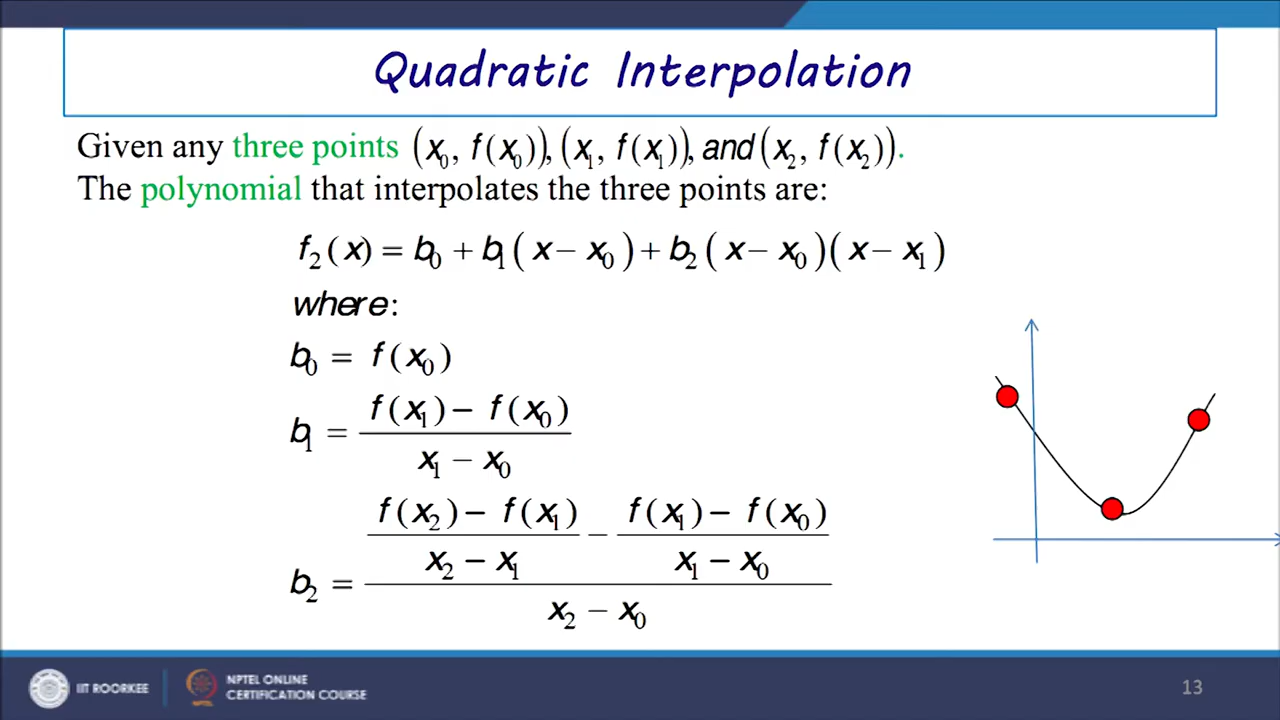 Quadratic Interpolation
Given any three points (x₀, f(x₀)), (x₁, f(x₁)), and (x₂, f(x₂)).
The polynomial that interpolates the three points are:
f₂(x) = b₀ + b₁(x − x₀) + b₂(x − x₀)(x − x₁)
where:
b₀ = f(x₀)
f(x₁) − f(x₀)
b₁ =
x₁ − x₀
f(x₂) − f(x₁) − f(x₁) − f(x₀)
x₂ − x₁ x₁ − x₀
b₂ =
x₂ − x₀
IIT ROORKEE
NPTEL ONLINE
CERTIFICATION COURSE
13